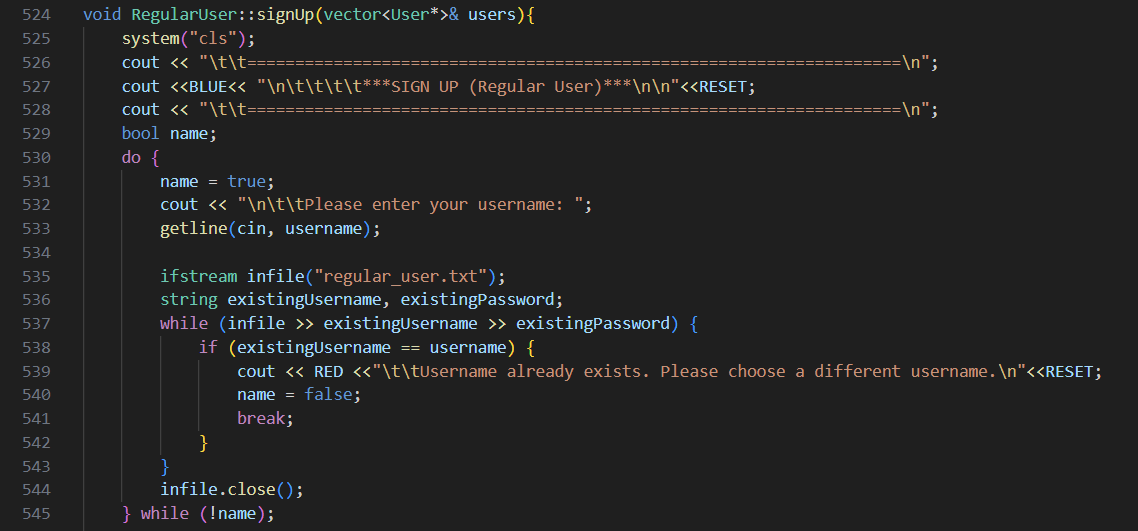 524 void RegularUser::signUp(vector<User*>& users){
525 system("cls");
526 cout << "\t\t====================================================================\n";
527 cout <<BLUE<< "\n\t\t\t\t***SIGN UP (Regular User)***\n\n"<<RESET;
528 cout << "\t\t====================================================================\n";
529 bool name;
530 do {
531 name = true;
532 cout << "\n\t\tPlease enter your username: ";
533 getline(cin, username);
534
535 ifstream infile("regular_user.txt");
536 string existingUsername, existingPassword;
537 while (infile >> existingUsername >> existingPassword) {
538 if (existingUsername == username) {
539 cout << RED <<"\t\tUsername already exists. Please choose a different username.\n"<<RESET;
540 name = false;
541 break;
542 }
543 }
544 infile.close();
545 } while (!name);